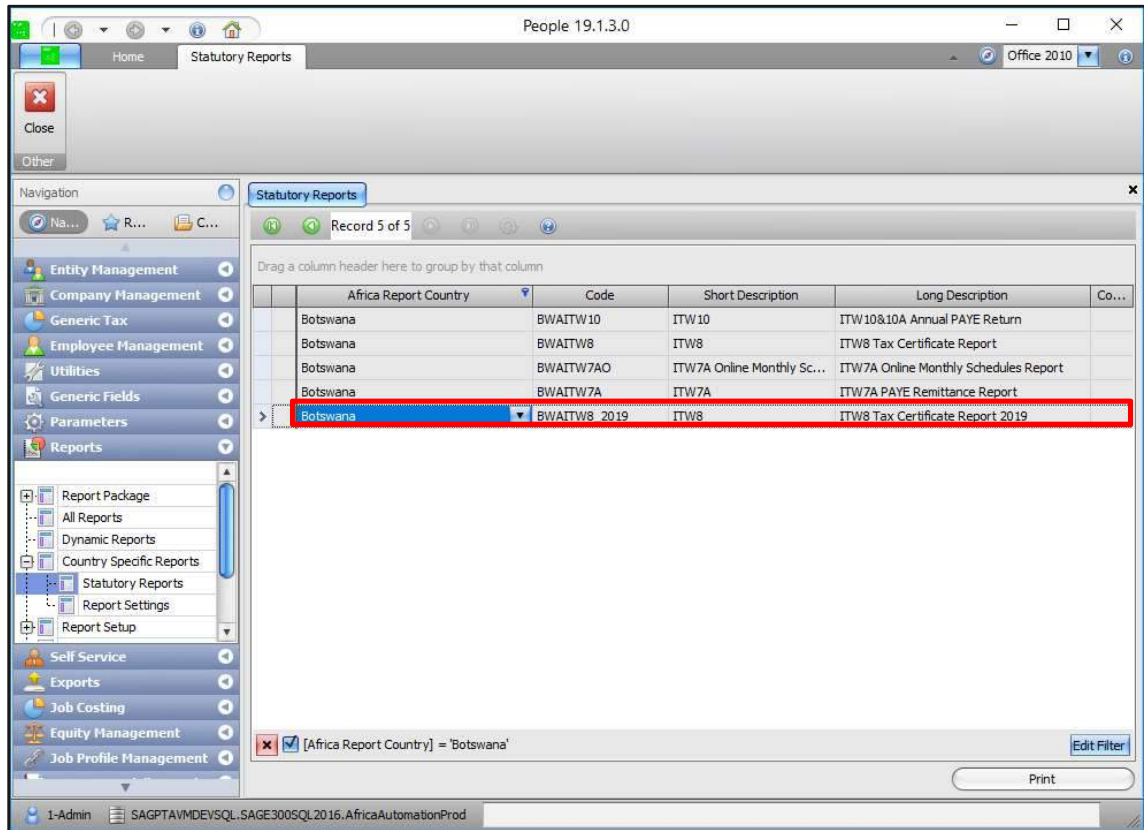 People 19.1.3.0
Home
Statutory Reports
Office 2010
Close
Other
Navigation
Na...
R...
C...
Entity Management
Company Management
Generic Tax
Employee Management
Utilities
Generic Fields
Parameters
Reports
Report Package
All Reports
Dynamic Reports
Country Specific Reports
Statutory Reports
Report Settings
Report Setup
Self Service
Exports
Job Costing
Equity Management
Job Profile Management
Statutory Reports
Record 5 of 5
Drag a column header here to group by that column
Africa Report Country Code Short Description Long Description Co...
Botswana BWAITW10 ITW10 ITW10&10A Annual PAYE Return
Botswana BWAITW8 ITW8 ITW8 Tax Certificate Report
Botswana BWAITW7AO ITW7A Online Monthly Sc... ITW7A Online Monthly Schedules Report
Botswana BWAITW7A ITW7A ITW7A PAYE Remittance Report
Botswana BWAITW8_2019 ITW8 ITW8 Tax Certificate Report 2019
[Africa Report Country] = 'Botswana'
Edit Filter
Print
1-Admin SAGPTAVMDEVSQL.SAGE300SQL2016.AfricaAutomationProd